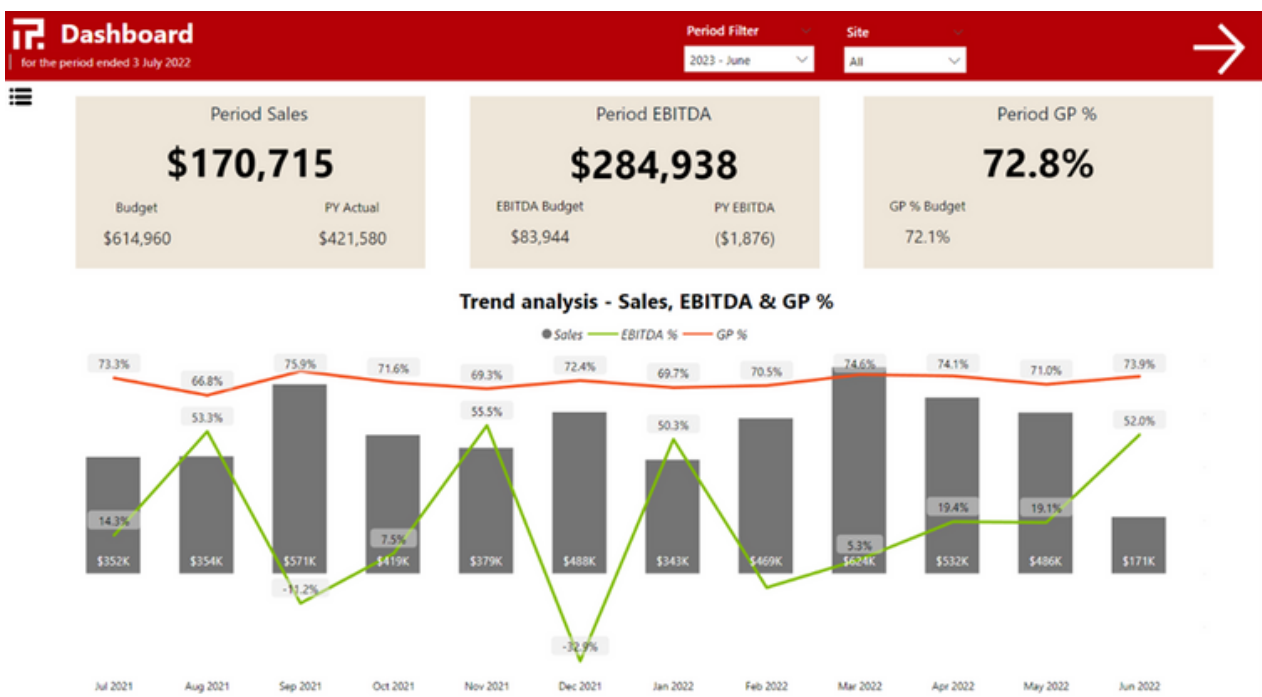 Dashboard
for the period ended 3 July 2022
Period Filter
2023 - June
Site
All
Period Sales
$170,715
Budget PY Actual
$614,960 $421,580
Period EBITDA
$284,938
EBITDA Budget PY EBITDA
$83,944 ($1,876)
Period GP %
72.8%
GP % Budget
72.1%
Trend analysis - Sales, EBITDA & GP %
Sales EBITDA % GP %
73.3% 66.8% 75.9% 71.6% 69.3% 72.4% 69.7% 70.5% 74.6% 74.1% 71.0% 73.9%
53.3% 55.5% 50.3% 52.0%
14.3% 7.5% 5.3% 19.4% 19.1%
$352K $354K $571K $419K $379K $488K $343K $469K $624K $532K $486K $171K
-11.2%
-32.9%
Jul 2021 Aug 2021 Sep 2021 Oct 2021 Nov 2021 Dec 2021 Jan 2022 Feb 2022 Mar 2022 Apr 2022 May 2022 Jun 2022